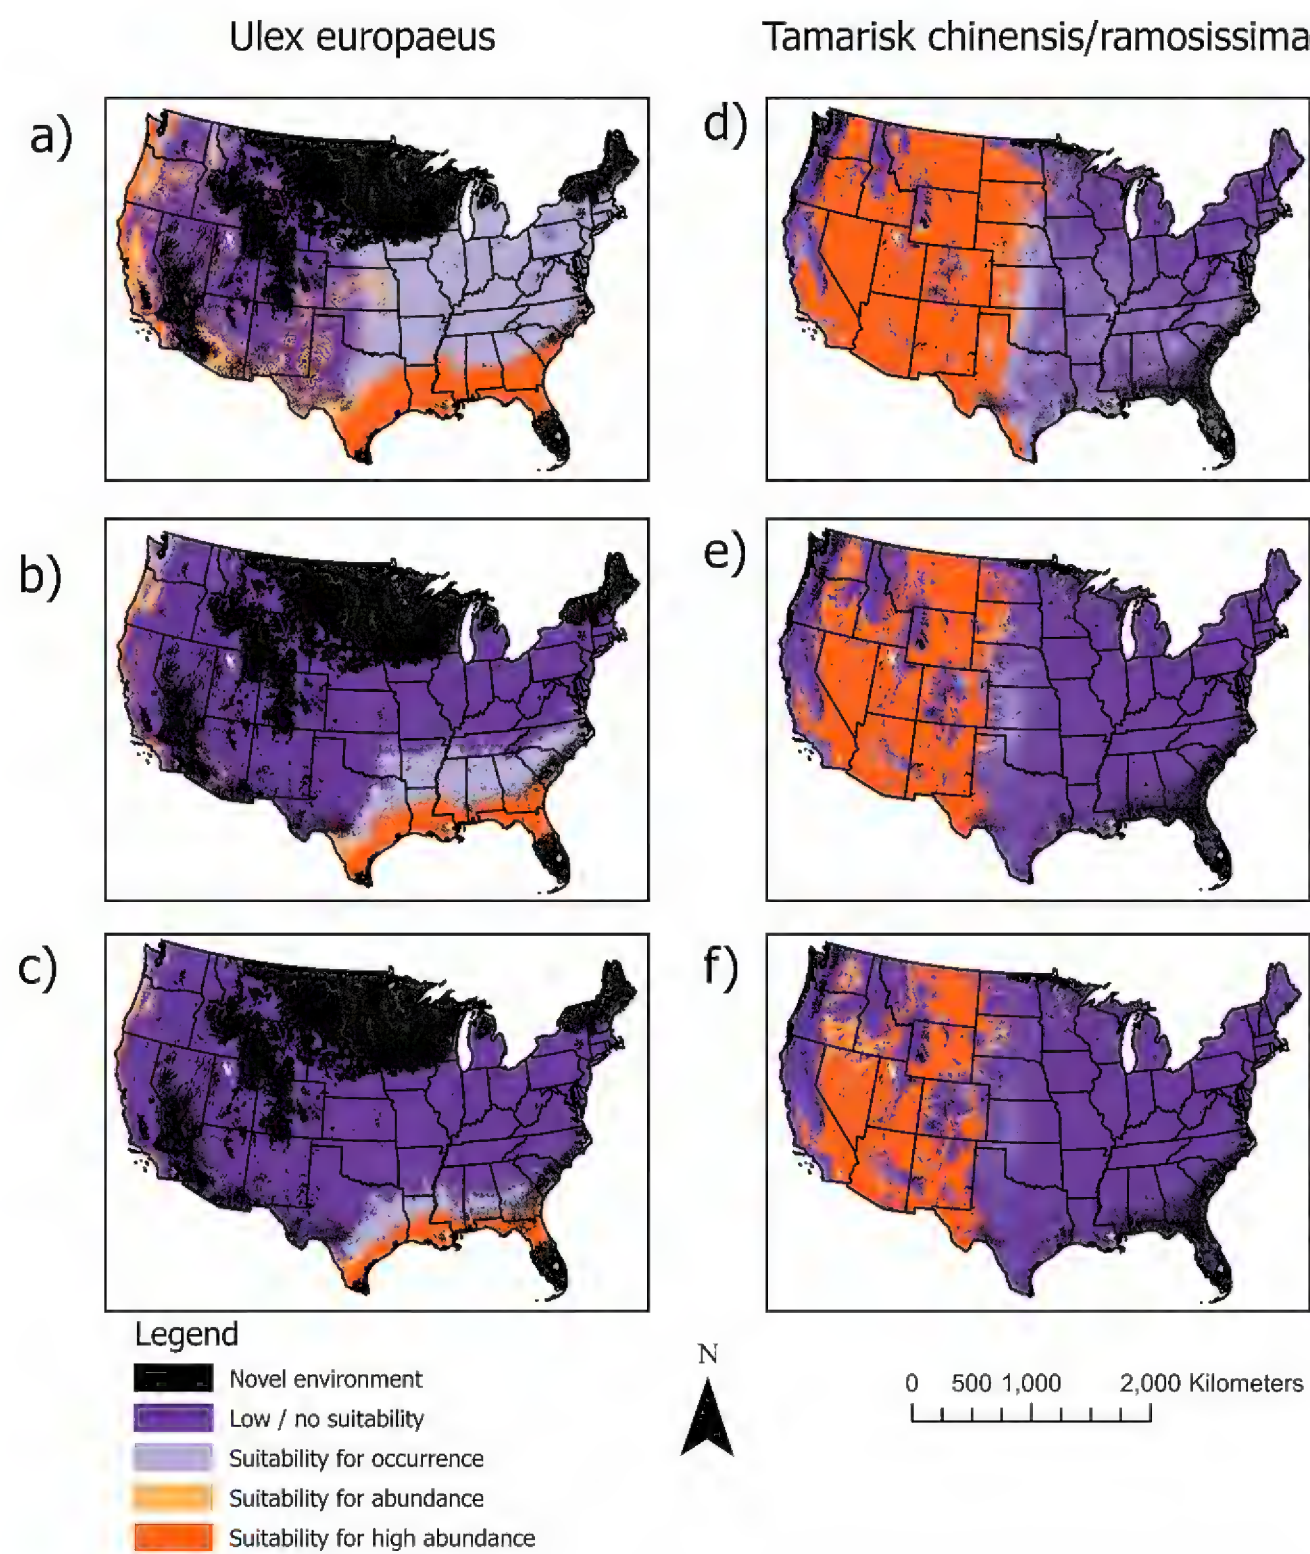 Ulex europaeus
Tamarisk chinensis/ramosissima
a)
d)
b)
e)
c)
f)
Legend
Novel environment
Low / no suitability
Suitability for occurrence
Suitability for abundance
Suitability for high abundance
N
0 500 1,000 2,000 Kilometers